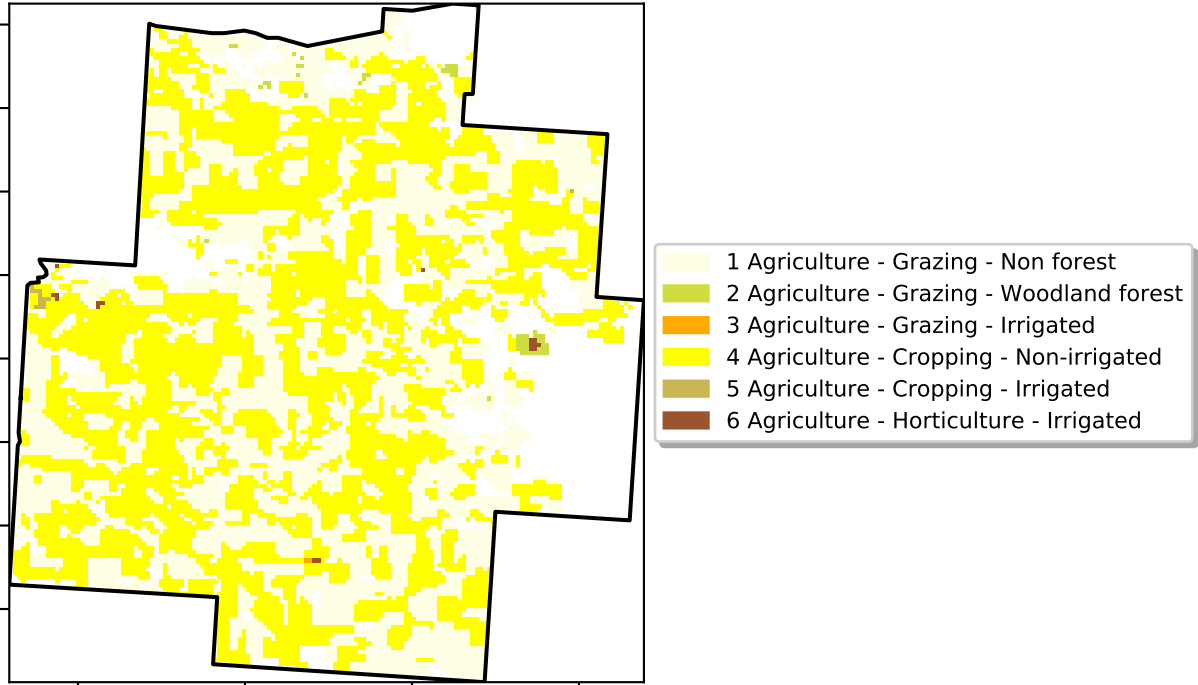 1 Agriculture - Grazing - Non forest
2 Agriculture - Grazing - Woodland forest
3 Agriculture - Grazing - Irrigated
4 Agriculture - Cropping - Non-irrigated
5 Agriculture - Cropping - Irrigated
6 Agriculture - Horticulture - Irrigated